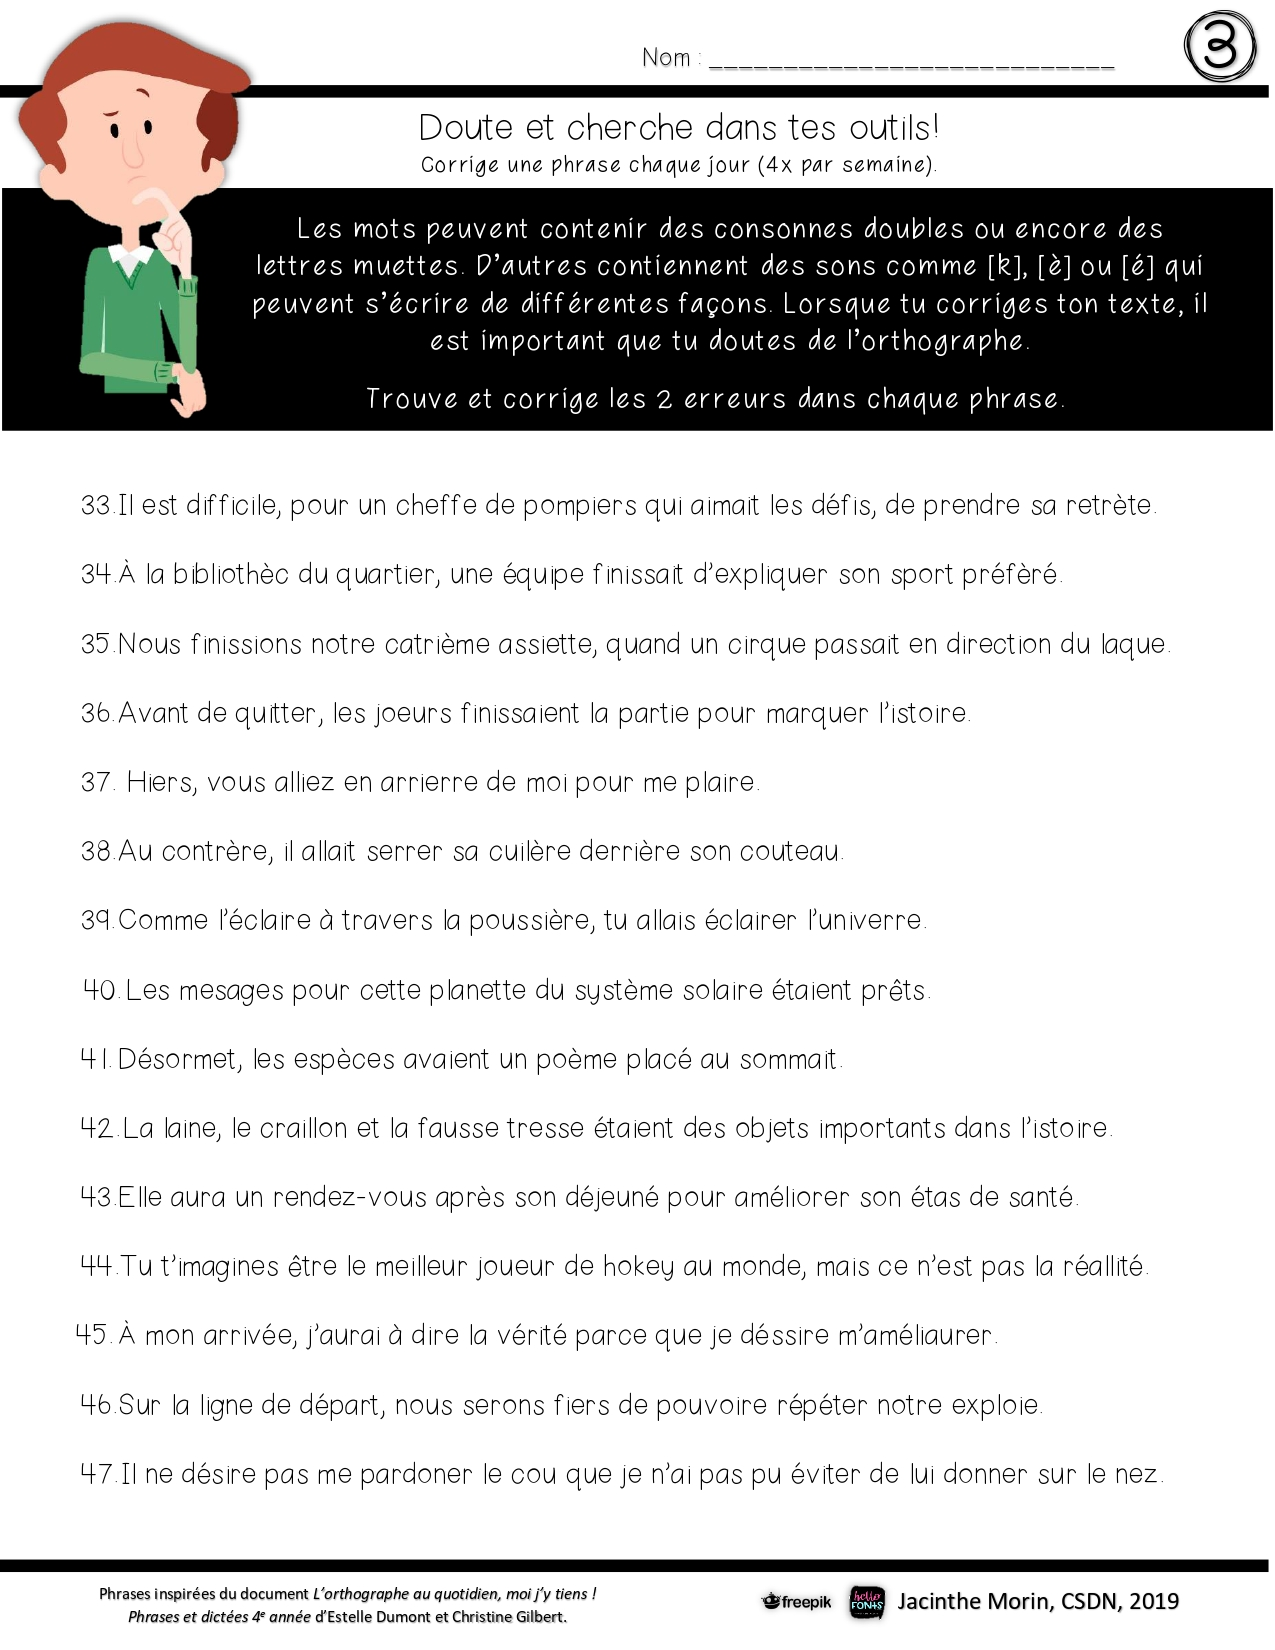 Nom : ___________________________
3
Doute et cherche dans tes outils!
Corrige une phrase chaque jour (4x par semaine).
Les mots peuvent contenir des consonnes doubles ou encore des
lettres muettes. D’autres contiennent des sons comme [k], [è] ou [é] qui
peuvent s’écrire de différentes façons. Lorsque tu corriges ton texte, il
est important que tu doutes de l’orthographe.
Trouve et corrige les 2 erreurs dans chaque phrase.
33.Il est difficile, pour un cheffe de pompiers qui aimait les défis, de prendre sa retrète.
34.À la bibliothèc du quartier, une équipe finissait d’expliquer son sport préfèré.
35.Nous finissions notre catrième assiette, quand un cirque passait en direction du laque.
36.Avant de quitter, les joeurs finissaient la partie pour marquer l’istoire.
37. Hiers, vous alliez en arrierre de moi pour me plaire.
38.Au contrère, il allait serrer sa cuilère derrière son couteau.
39.Comme l’éclaire à travers la poussière, tu allais éclairer l’univerre.
40. Les mesages pour cette planette du système solaire étaient prêts.
41. Désormet, les espèces avaient un poème placé au sommait.
42.La laine, le craillon et la fausse tresse étaient des objets importants dans l’istoire.
43.Elle aura un rendez-vous après son déjeuné pour améliorer son étas de santé.
44.Tu t’imagines être le meilleur joueur de hokey au monde, mais ce n’est pas la réallité.
45. À mon arrivée, j’aurai à dire la vérité parce que je déssire m’améliaurer.
46.Sur la ligne de départ, nous serons fiers de pouvoire répéter notre exploie.
47.Il ne désire pas me pardoner le cou que je n’ai pas pu éviter de lui donner sur le nez.
Phrases inspirées du document L’orthographe au quotidien, moi j’y tiens !
Phrases et dictées 4e année d’Estelle Dumont et Christine Gilbert.
freepik
hello
FONTS
Jacinthe Morin, CSDN, 2019